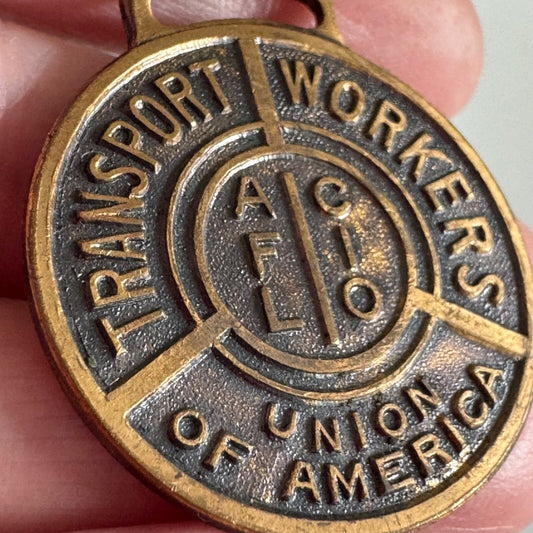 TRANSPORT
WORKERS
UNION
OF AMERICA
AFL
CIO